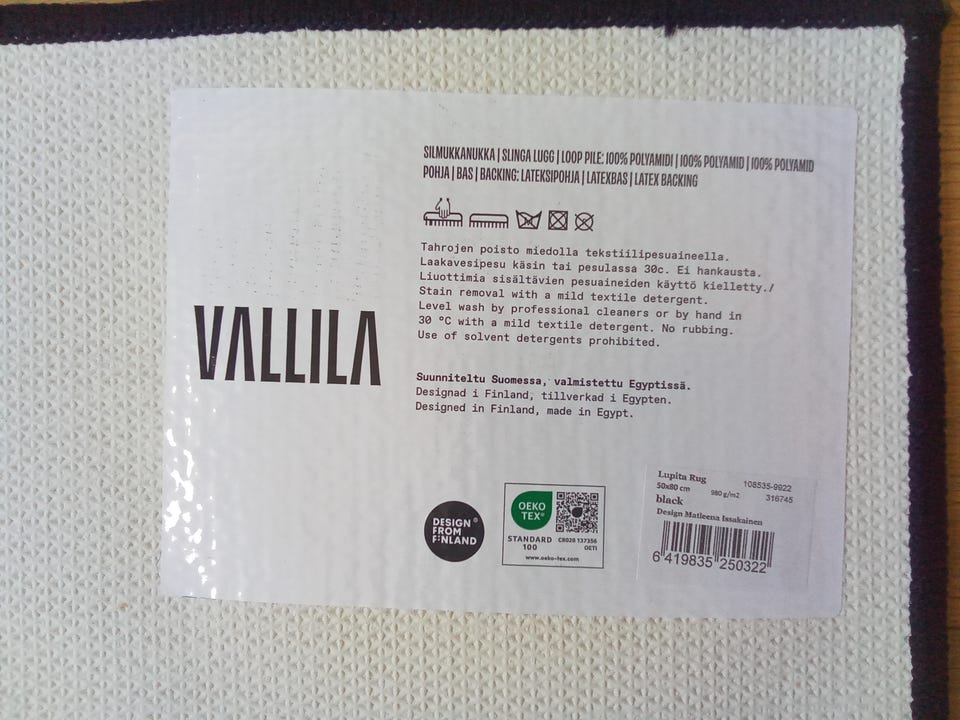 SILMUKKANUKKA | SLINGA LUGG | LOOP PILE: 100% POLYAMIDI | 100% POLYAMID | 100% POLYAMID
POHJA | BAS | BACKING: LATEKSIPOHJA | LATEXBAS | LATEX BACKING
Tahrojen poisto miedolla tekstiilipesuaineella.
Laakavesipesu käsin tai pesulassa 30c. Ei hankausta.
Liuottimia sisältävien pesuaineiden käyttö kielletty./
Stain removal with a mild textile detergent.
Level wash by professional cleaners or by hand in
30 °C with a mild textile detergent. No rubbing.
Use of solvent detergents prohibited.
VALLILA
Suunniteltu Suomessa, valmistettu Egyptissä.
Designad i Finland, tillverkad i Egypten.
Designed in Finland, made in Egypt.
DESIGN®
FROM
FINLAND
OEKO
TEX®
STANDARD
100
CR028 137356
OETI
www.oeko-tex.com
Lupita Rug 108535-9922
50x80 cm 980 g/m2 316745
black
Design Matleena Issakainen
6 419835 250322